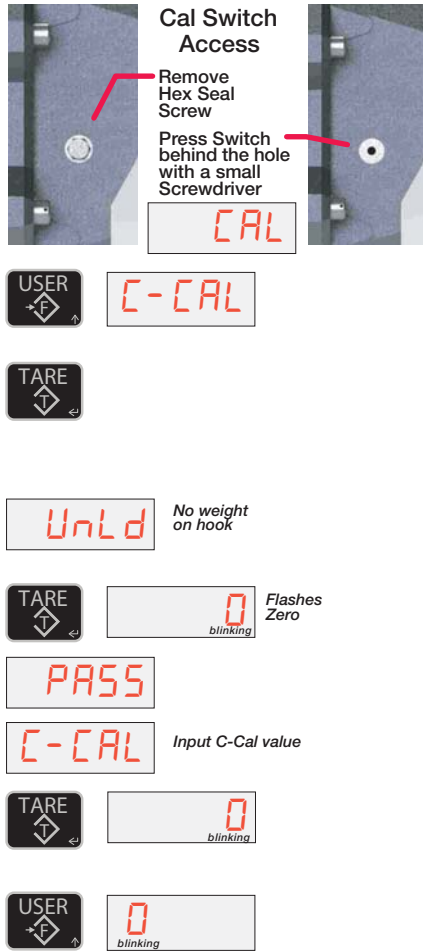 Cal Switch
Access
Remove
Hex Seal
Screw
Press Switch
behind the hole
with a small
Screwdriver
CAL
USER
F
C-CAL
TARE
T
UnLd
No weight
on hook
TARE
T
0
blinking
Flashes
Zero
PASS
C-CAL
Input C-Cal value
TARE
T
0
blinking
USER
F
0
blinking